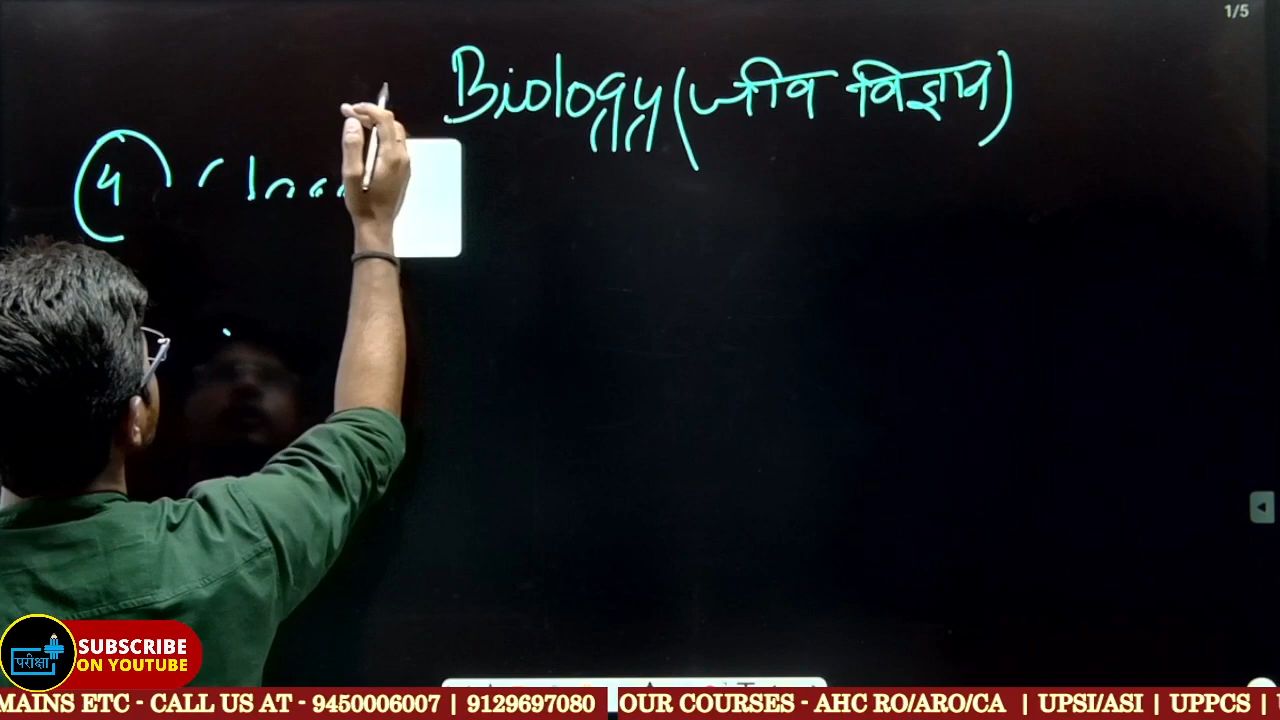 1/5
Biology (जीव विज्ञान)
परीक्षा
SUBSCRIBE
ON YOUTUBE
MAINS ETC - CALL US AT - 9450006007 | 9129697080 | OUR COURSES - AHC RO/ARO/CA | UPSI/ASI | UPPCS |